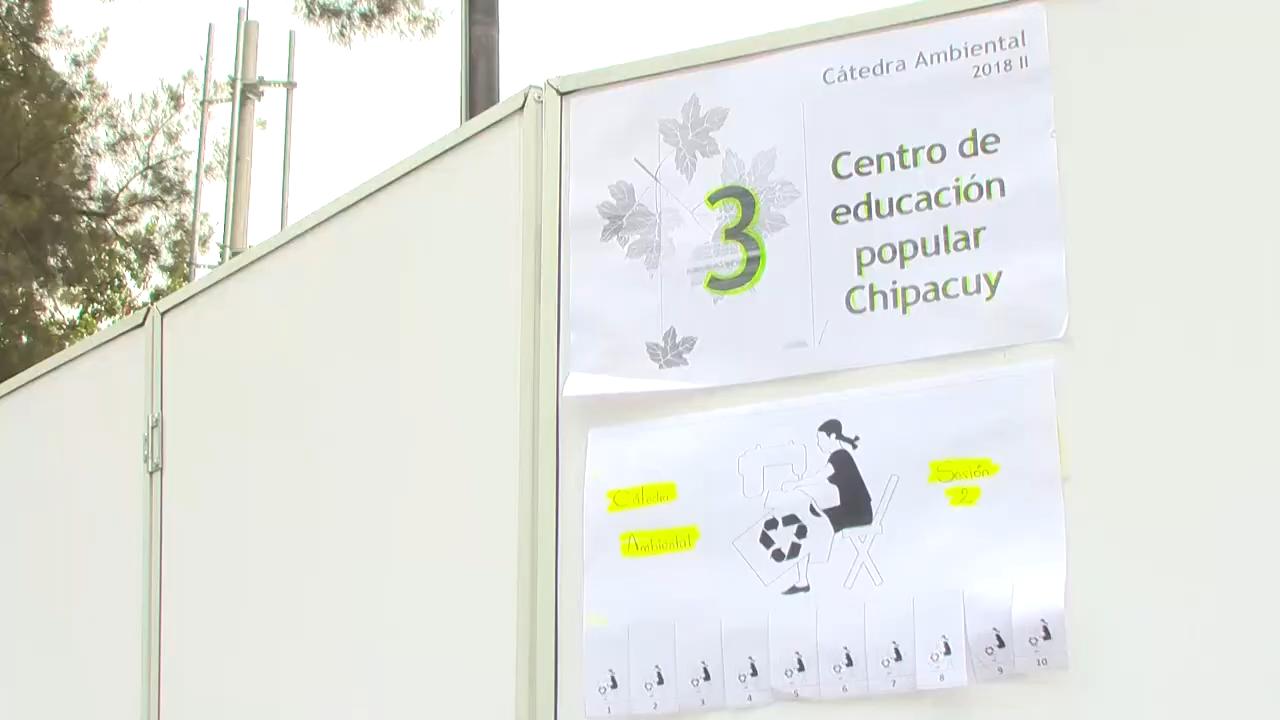 Cátedra Ambiental
2018 II
3
Centro de
educación
popular
Chipacuy
Cátedra
Ambiental
Sesión
2
1 2 3 4 5 6 7 8 9 10